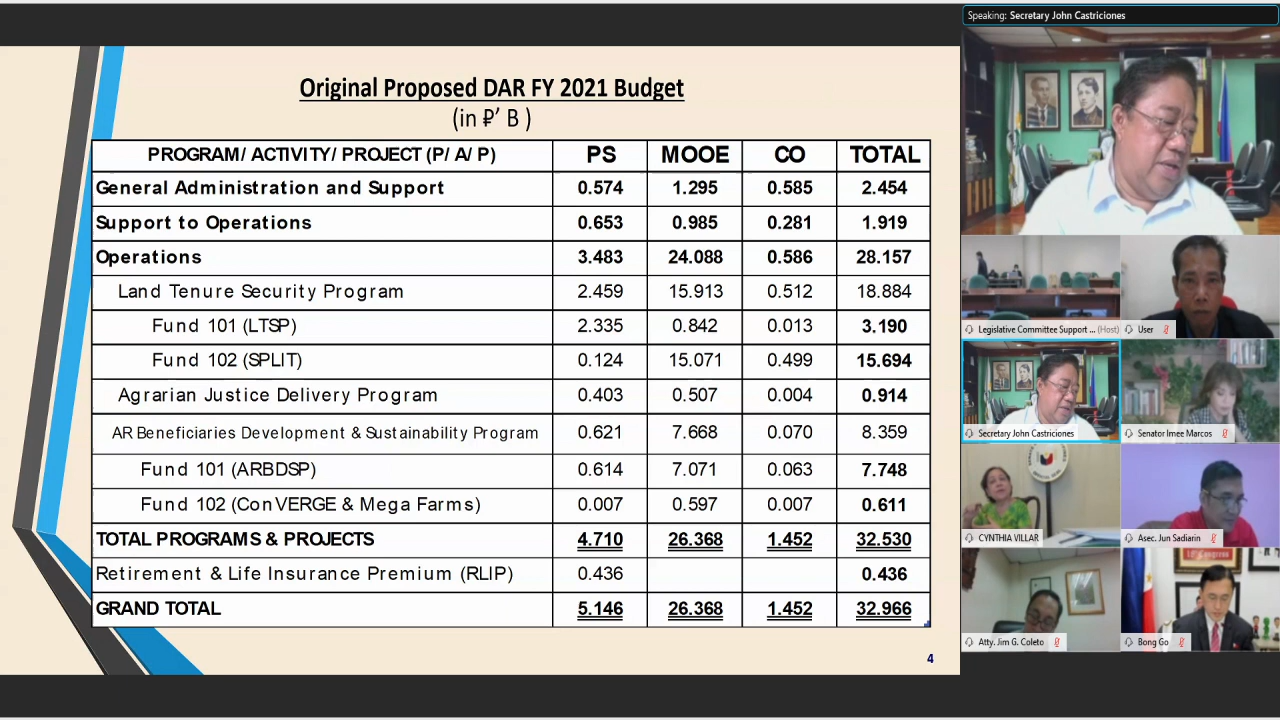 Speaking: Secretary John Castriciones
Original Proposed DAR FY 2021 Budget
(in ₱' B )
PROGRAM/ ACTIVITY/ PROJECT (P/ A/ P) PS MOOE CO TOTAL
General Administration and Support 0.574 1.295 0.585 2.454
Support to Operations 0.653 0.985 0.281 1.919
Operations 3.483 24.088 0.586 28.157
Land Tenure Security Program 2.459 15.913 0.512 18.884
Fund 101 (LTSP) 2.335 0.842 0.013 3.190
Fund 102 (SPLIT) 0.124 15.071 0.499 15.694
Agrarian Justice Delivery Program 0.403 0.507 0.004 0.914
AR Beneficiaries Development & Sustainability Program 0.621 7.668 0.070 8.359
Fund 101 (ARBDSP) 0.614 7.071 0.063 7.748
Fund 102 (ConVERGE & Mega Farms) 0.007 0.597 0.007 0.611
TOTAL PROGRAMS & PROJECTS 4.710 26.368 1.452 32.530
Retirement & Life Insurance Premium (RLIP) 0.436 0.436
GRAND TOTAL 5.146 26.368 1.452 32.966
4
Legislative Committee Support ... (Host)
User
Secretary John Castriciones
Senator Imee Marcos
CYNTHIA VILLAR
Asec. Jun Sadiarin
Atty. Jim G. Coleto
Bong Go